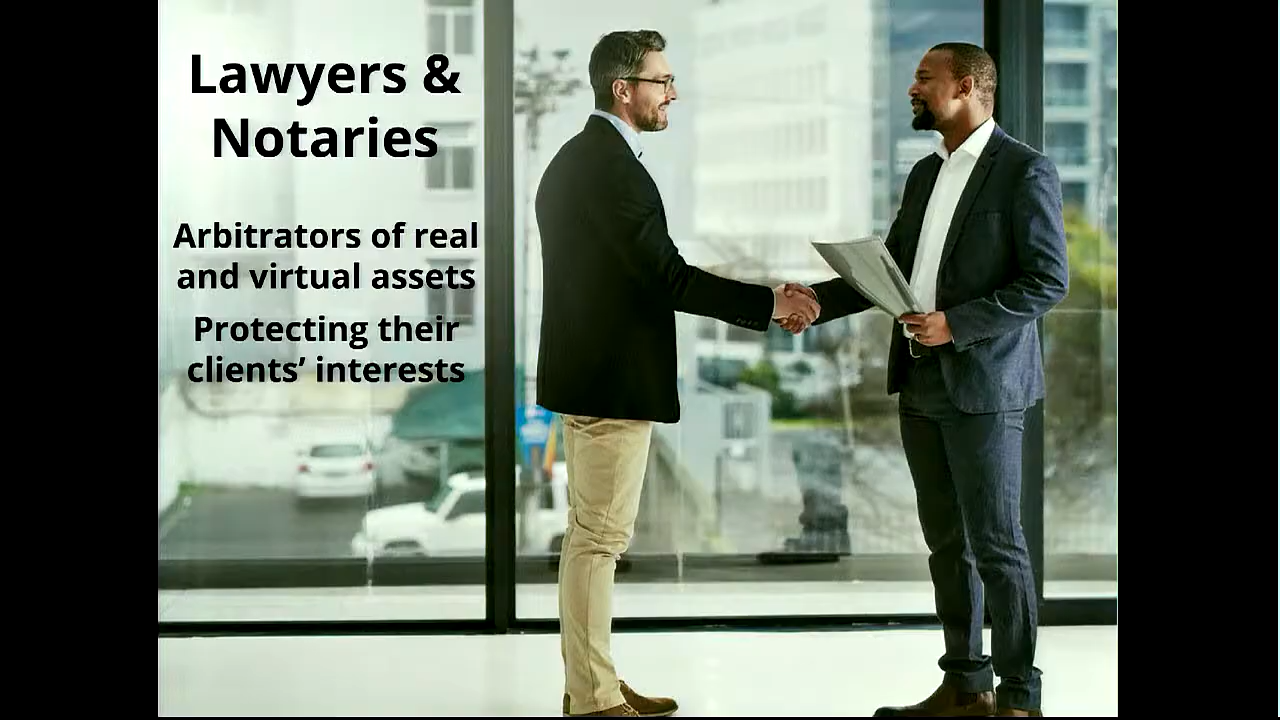 Lawyers &
Notaries
Arbitrators of real
and virtual assets
Protecting their
clients’ interests